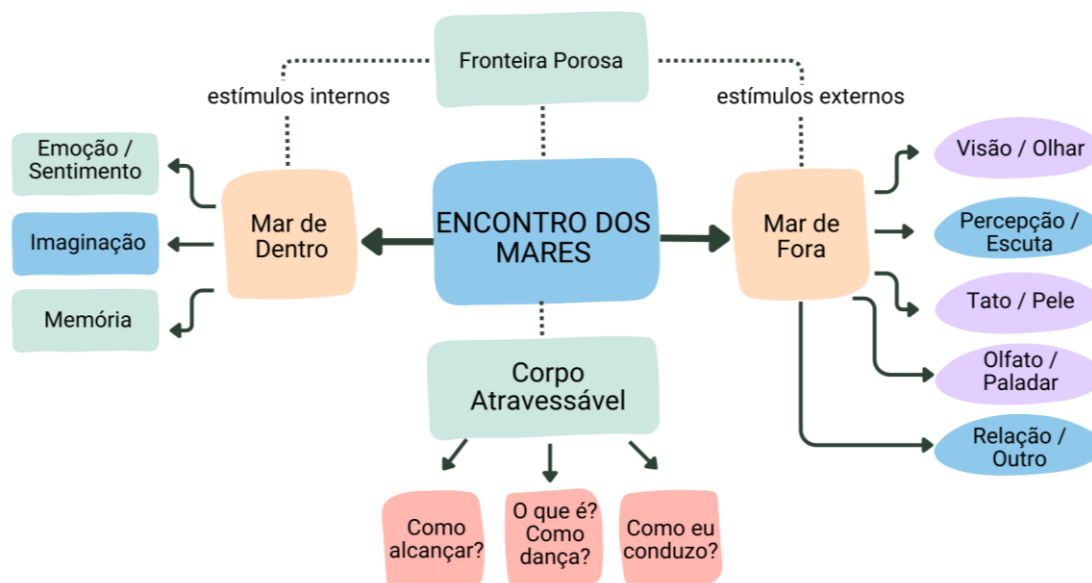 Fronteira Porosa
estímulos internos
estímulos externos
Emoção /
Sentimento
Imaginação
Memória
Mar de
Dentro
ENCONTRO DOS
MARES
Mar de
Fora
Visão / Olhar
Percepção /
Escuta
Tato / Pele
Olfato /
Paladar
Relação /
Outro
Corpo
Atravessável
Como
alcançar?
O que é?
Como
dança?
Como eu
conduzo?